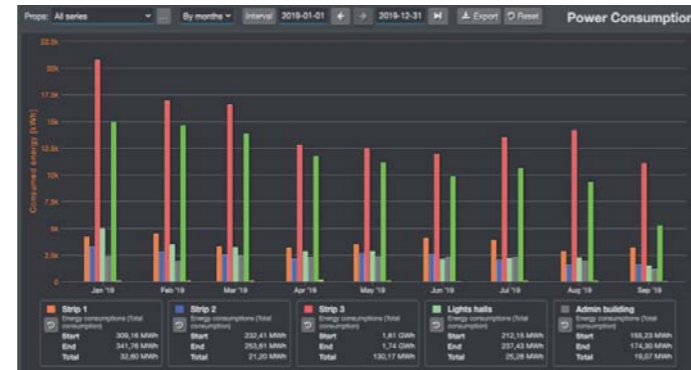 Props: All series ... By months Interval 2019-01-01 2019-12-31 Export Reset Power Consumption
Consumed energy [kWh]
22.5k
20k
17.5k
15k
12.5k
10k
7.5k
5k
2.5k
0
Jan '19 Feb '19 Mar '19 Apr '19 May '19 Jun '19 Jul '19 Aug '19 Sep '19
Strip 1
Energy consumptions (Total consumption)
Start 309,16 MWh
End 341,76 MWh
Total 32,60 MWh
Strip 2
Energy consumptions (Total consumption)
Start 232,41 MWh
End 253,61 MWh
Total 21,20 MWh
Strip 3
Energy consumptions (Total consumption)
Start 1,61 GWh
End 1,74 GWh
Total 130,17 MWh
Lights halls
Energy consumptions (Total consumption)
Start 212,15 MWh
End 237,43 MWh
Total 25,28 MWh
Admin building
Energy consumptions (Total consumption)
Start 155,23 MWh
End 174,30 MWh
Total 19,07 MWh